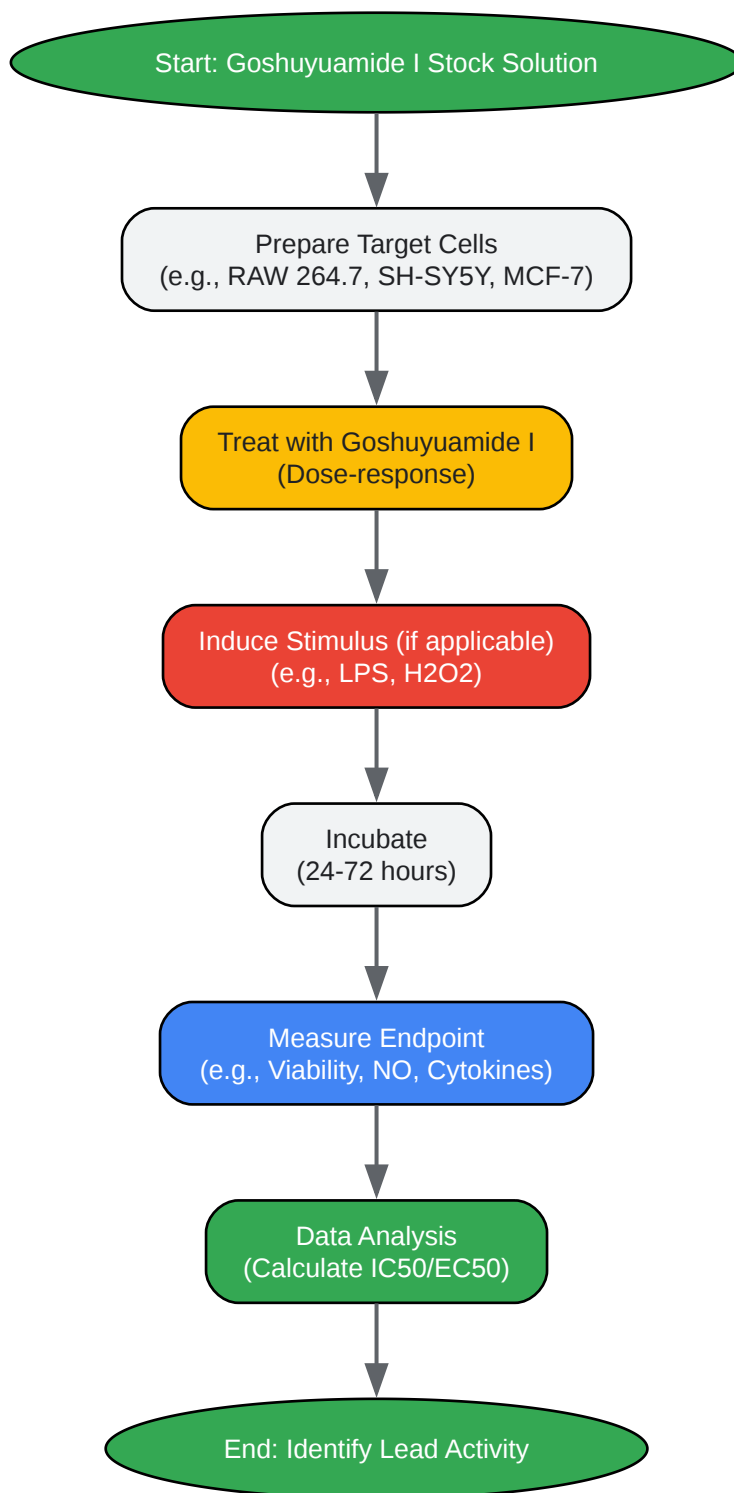 Start: Goshuyuamide I Stock Solution
Prepare Target Cells
(e.g., RAW 264.7, SH-SY5Y, MCF-7)
Treat with Goshuyuamide I
(Dose-response)
Induce Stimulus (if applicable)
(e.g., LPS, H2O2)
Incubate
(24-72 hours)
Measure Endpoint
(e.g., Viability, NO, Cytokines)
Data Analysis
(Calculate IC50/EC50)
End: Identify Lead Activity